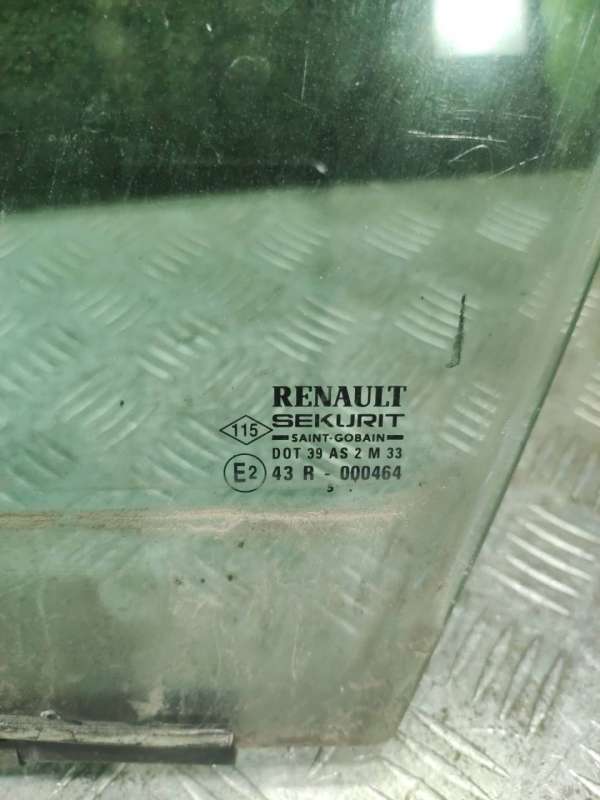 RENAULT
115 SEKURIT
SAINT-GOBAIN
DOT 39 AS 2 M 33
E2 43 R - 000464